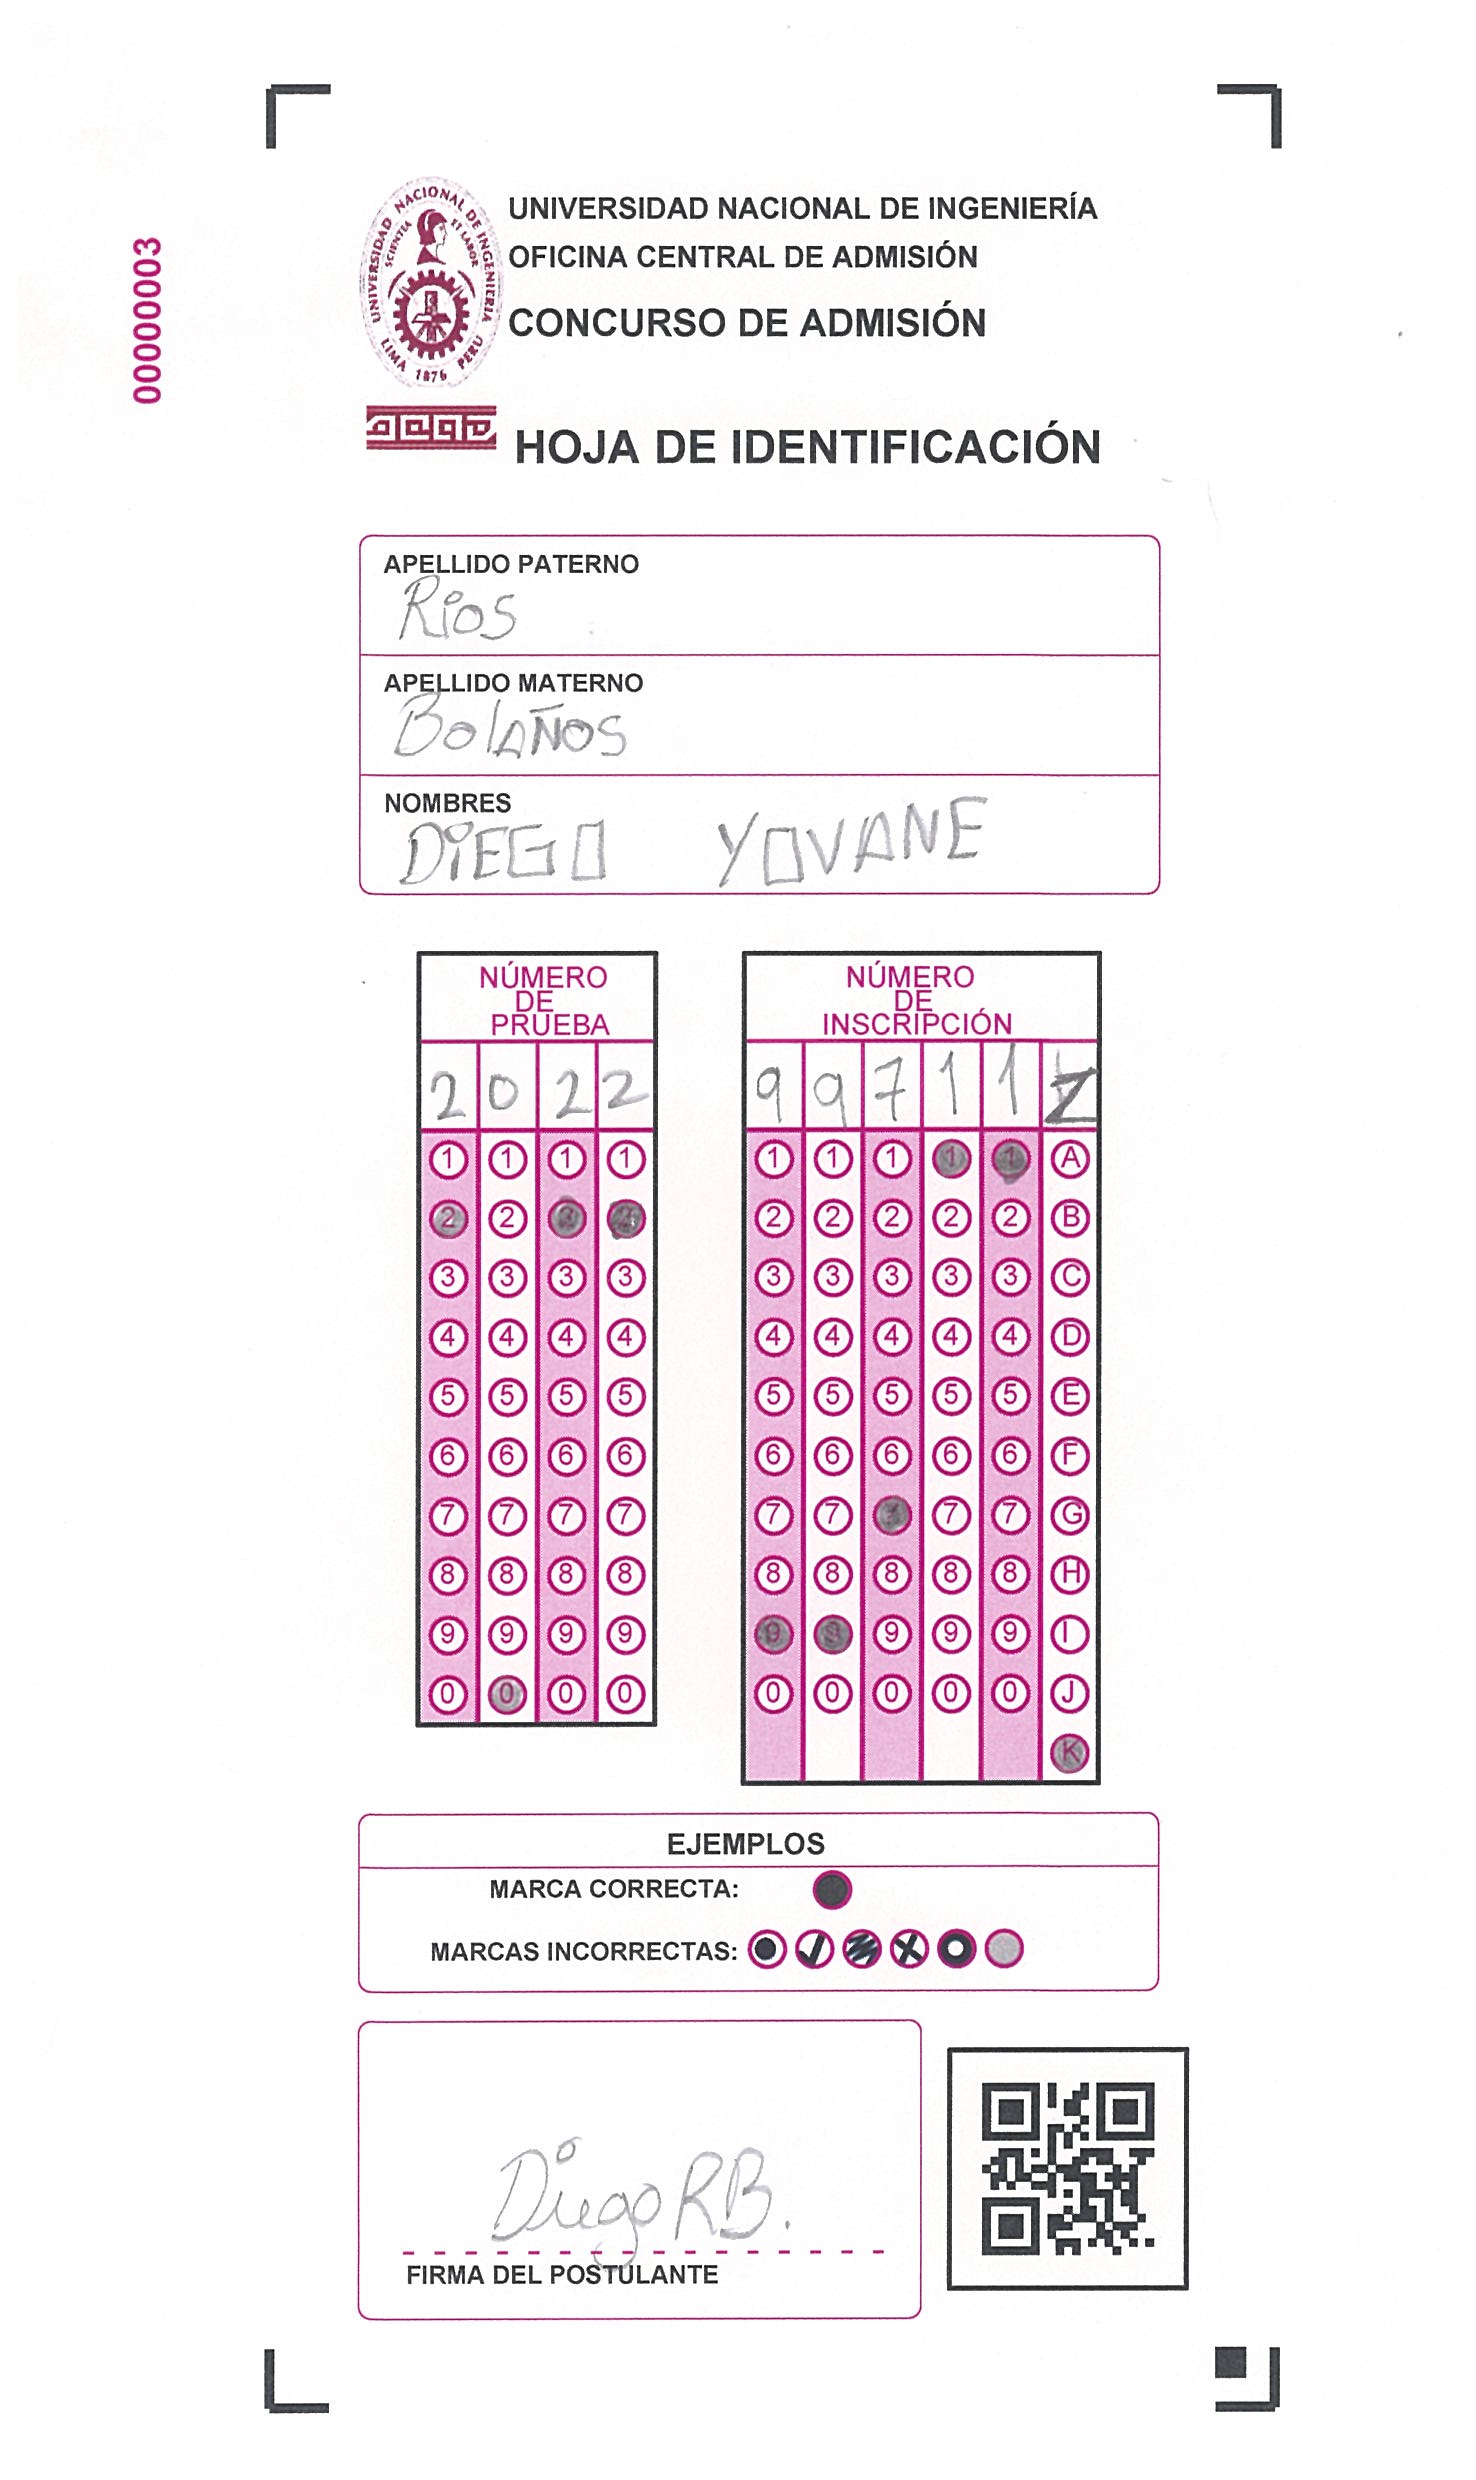 00000003
UNIVERSIDAD NACIONAL DE INGENIERÍA
SCIENTIA ET LABOR
LIMA 1876 PERU
UNIVERSIDAD NACIONAL DE INGENIERÍA
OFICINA CENTRAL DE ADMISIÓN
CONCURSO DE ADMISIÓN
HOJA DE IDENTIFICACIÓN
APELLIDO PATERNO
Rios
APELLIDO MATERNO
BolAÑOS
NOMBRES
DiEGO YOVANE
NÚMERO
DE
PRUEBA
2 0 2 2
1 1 1 1
2 2 2 2
3 3 3 3
4 4 4 4
5 5 5 5
6 6 6 6
7 7 7 7
8 8 8 8
9 9 9 9
0 0 0 0
NÚMERO
DE
INSCRIPCIÓN
9 9 7 1 1
1 1 1 1 1 A
2 2 2 2 2 B
3 3 3 3 3 C
4 4 4 4 4 D
5 5 5 5 5 E
6 6 6 6 6 F
7 7 7 7 7 G
8 8 8 8 8 H
9 9 9 9 9 I
0 0 0 0 0 J
K
EJEMPLOS
MARCA CORRECTA:
MARCAS INCORRECTAS:
Diego RB.
FIRMA DEL POSTULANTE